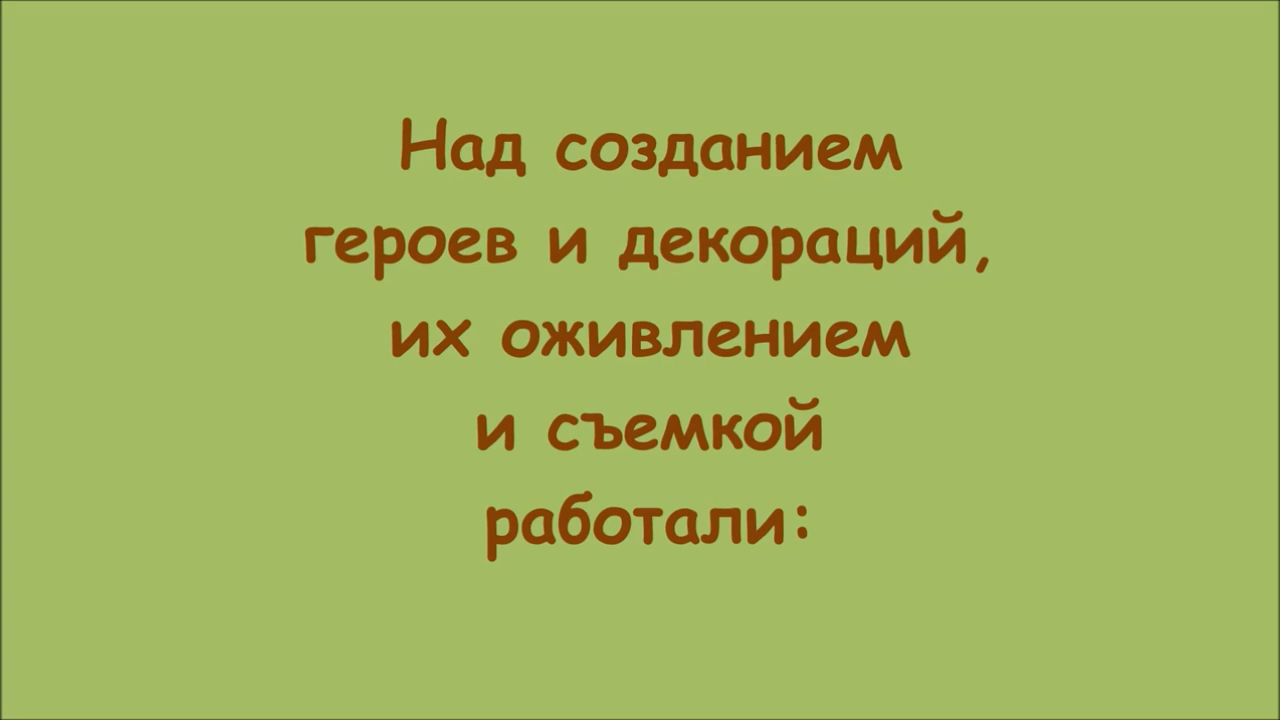 Над созданием
героев и декораций,
их оживлением
и съемкой
работали: